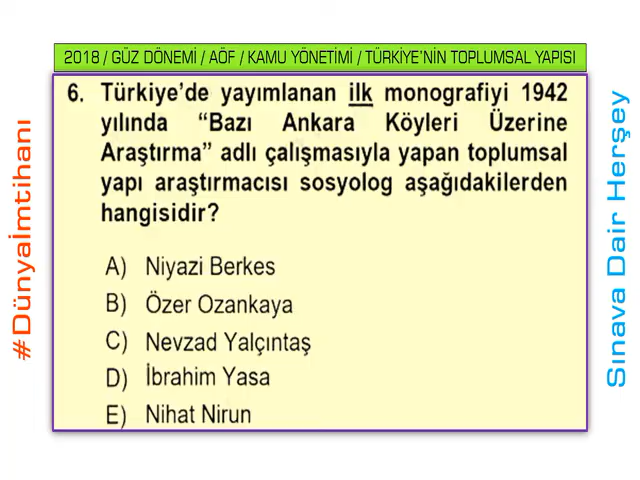 2018 / GÜZ DÖNEMİ / AÖF / KAMU YÖNETİMİ / TÜRKİYE'NİN TOPLUMSAL YAPISI
6. Türkiye'de yayımlanan ilk monografiyi 1942
yılında "Bazı Ankara Köyleri Üzerine
Araştırma" adlı çalışmasıyla yapan toplumsal
yapı araştırmacısı sosyolog aşağıdakilerden
hangisidir?
A) Niyazi Berkes
B) Özer Ozankaya
C) Nevzad Yalçıntaş
D) İbrahim Yasa
E) Nihat Nirun
#Dünyaİmtihanı
Sınava Dair Herşey